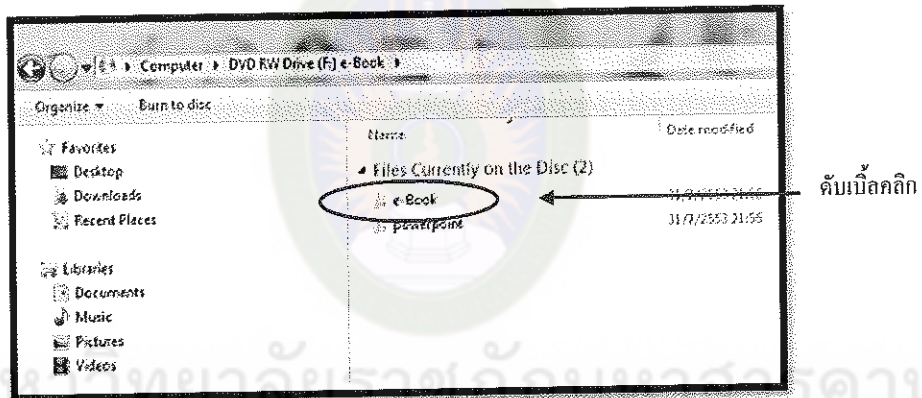 Computer ▸ DVD RW Drive (F:) e-Book ▸
Organize ▾ Burn to disc
Name Date modified
Favorites
Files Currently on the Disc (2)
Desktop
Downloads
e-Book
ดับเบิ้ลคลิก
Recent Places
powerpoint 31/7/2553 21:56
Libraries
Documents
Music
Pictures
Videos